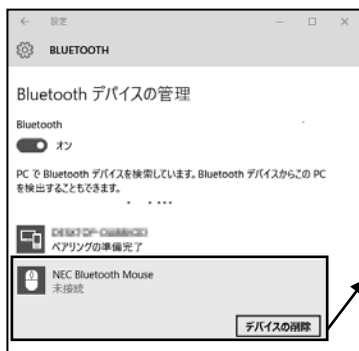 設定
BLUETOOTH
Bluetooth デバイスの管理
Bluetooth
オン
PC で Bluetooth デバイスを検索しています。Bluetooth デバイスからこの PC
を検出することもできます。
ペアリングの準備完了
NEC Bluetooth Mouse
未接続
デバイスの削除